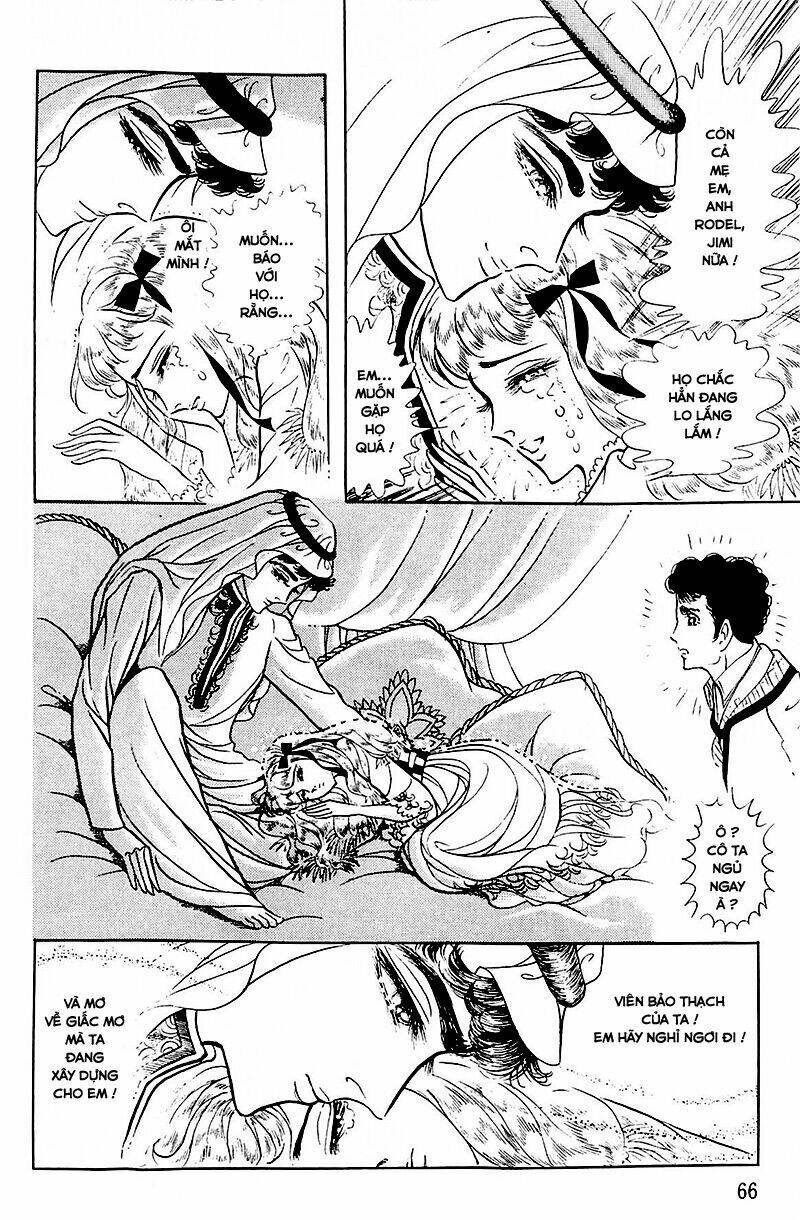 CÒN
CẢ
MẸ
EM,
ANH
RODEL,
JIMI
NỮA !
HỌ CHẮC
HẲN ĐANG
LO LẮNG
LẮM !
EM...
MUỐN
GẶP
HỌ
QUÁ !
MUỐN...
BÁO
VỚI
HỌ...
RẰNG...
ÔI
MẮT
MÌNH !
Ô ?
CÔ TA
NGỦ
NGAY
À ?
VIÊN BẢO THẠCH
CỦA TA !
EM HÃY NGHỈ NGƠI ĐI !
VÀ MƠ
VỀ GIẤC MƠ
MÀ TA
ĐANG
XÂY DỰNG
CHO EM !
66